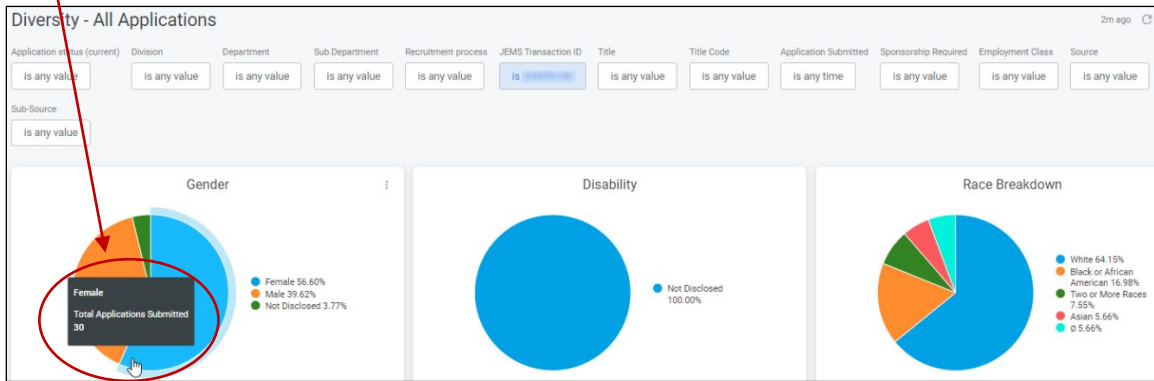 Diversity - All Applications
2m ago
Application status (current) Division Department Sub Department Recruitment process JEMS Transaction ID Title Title Code Application Submitted Sponsorship Required Employment Class Source
is any value is any value is any value is any value is any value is is any value is any value is any time is any value is any value is any value
Sub-Source
is any value
Gender
Female 56.60%
Male 39.62%
Not Disclosed 3.77%
Female
Total Applications Submitted
30
Disability
Not Disclosed
100.00%
Race Breakdown
White 64.15%
Black or African
American 16.98%
Two or More Races
7.55%
Asian 5.66%
Ø 5.66%